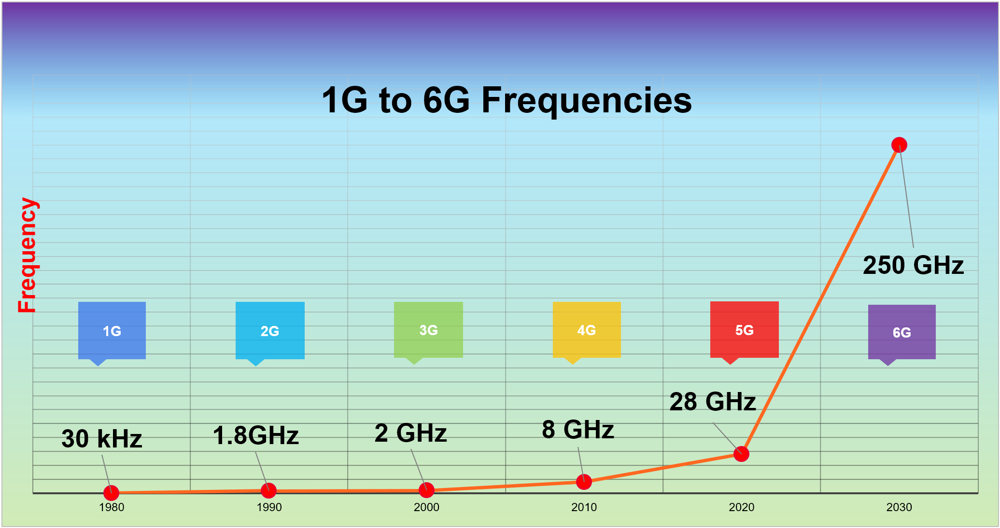 1G to 6G Frequencies
Frequency
250 GHz
1G
2G
3G
4G
5G
6G
28 GHz
30 kHz
1.8GHz
2 GHz
8 GHz
1980
1990
2000
2010
2020
2030